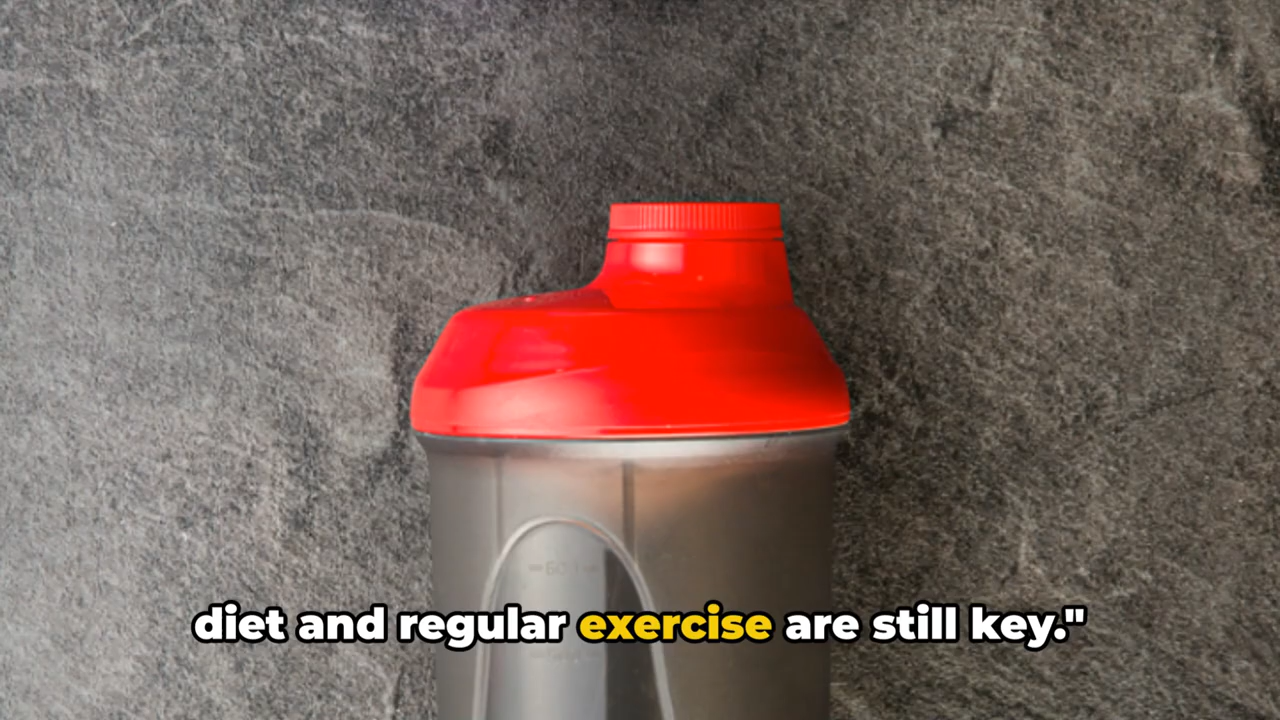 diet and regular exercise are still key."